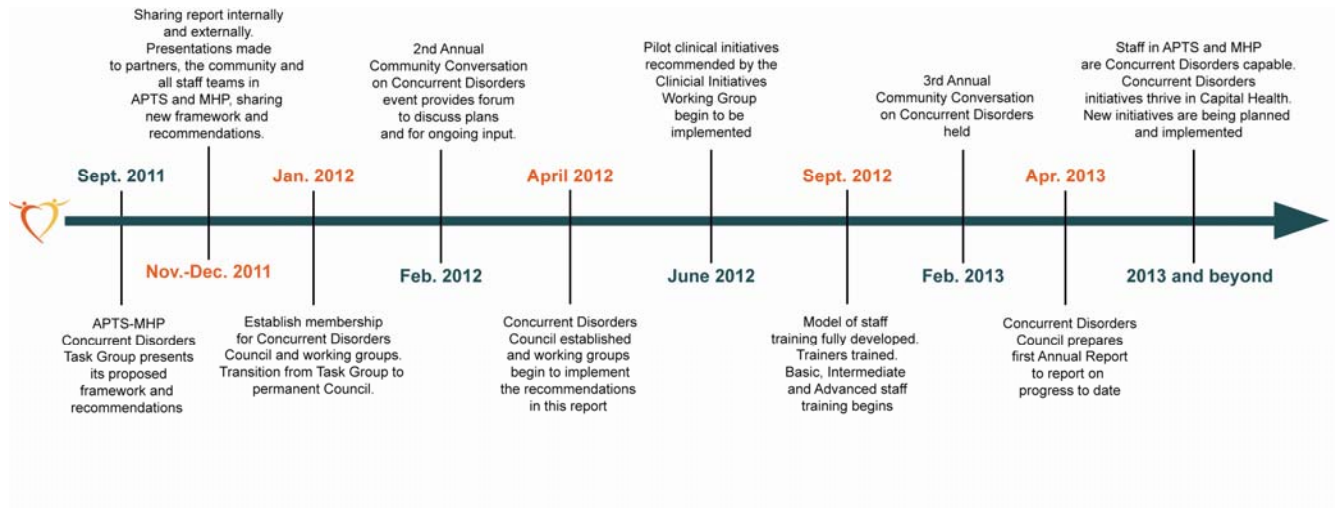 Sharing report internally
and externally.
Presentations made
to partners, the community and
all staff teams in
APTS and MHP, sharing
new framework and
recommendations.
2nd Annual
Community Conversation
on Concurrent Disorders
event provides forum
to discuss plans
and for ongoing input.
Pilot clinical initiatives
recommended by the
Clinicial Initiatives
Working Group
begin to be
implemented
3rd Annual
Community Conversation
on Concurrent Disorders
held
Staff in APTS and MHP
are Concurrent Disorders capable.
Concurrent Disorders
initiatives thrive in Capital Health.
New initiatives are being planned
and implemented
Sept. 2011
Jan. 2012
April 2012
Sept. 2012
Apr. 2013
Nov.-Dec. 2011
Feb. 2012
June 2012
Feb. 2013
2013 and beyond
APTS-MHP
Concurrent Disorders
Task Group presents
its proposed
framework and
recommendations
Establish membership
for Concurrent Disorders
Council and working groups.
Transition from Task Group to
permanent Council.
Concurrent Disorders
Council established
and working groups
begin to implement
the recommendations
in this report
Model of staff
training fully developed.
Trainers trained.
Basic, Intermediate
and Advanced staff
training begins
Concurrent Disorders
Council prepares
first Annual Report
to report on
progress to date